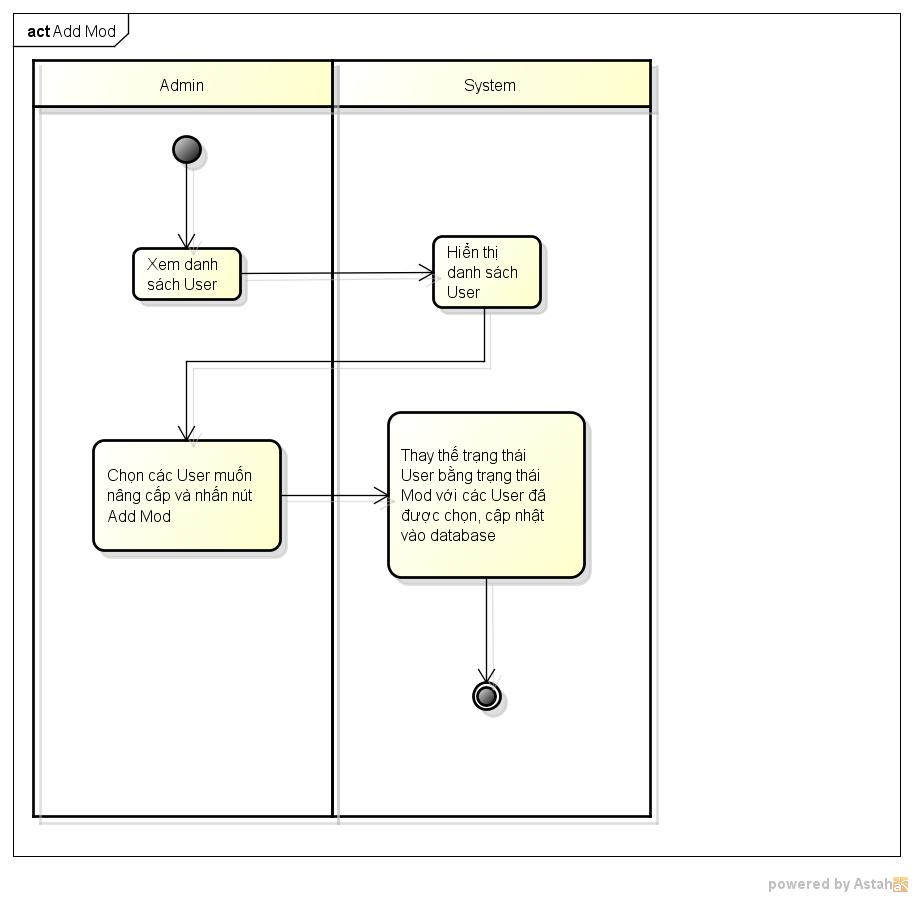 act Add Mod
Admin
System
Xem danh
sách User
Hiển thị
danh sách
User
Chọn các User muốn
nâng cấp và nhấn nút
Add Mod
Thay thế trạng thái
User bằng trạng thái
Mod với các User đã
được chọn, cập nhật
vào database
powered by Astah